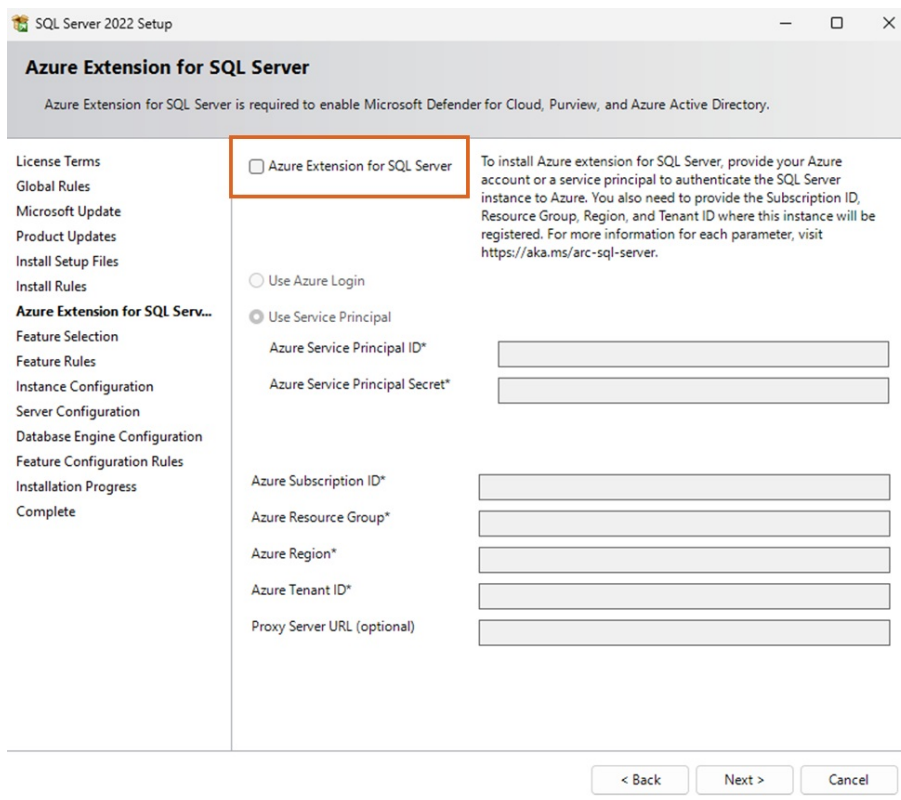 SQL Server 2022 Setup
Azure Extension for SQL Server
Azure Extension for SQL Server is required to enable Microsoft Defender for Cloud, Purview, and Azure Active Directory.
License Terms
Global Rules
Microsoft Update
Product Updates
Install Setup Files
Install Rules
Azure Extension for SQL Serv...
Feature Selection
Feature Rules
Instance Configuration
Server Configuration
Database Engine Configuration
Feature Configuration Rules
Installation Progress
Complete
Azure Extension for SQL Server
To install Azure extension for SQL Server, provide your Azure
account or a service principal to authenticate the SQL Server
instance to Azure. You also need to provide the Subscription ID,
Resource Group, Region, and Tenant ID where this instance will be
registered. For more information for each parameter, visit
https://aka.ms/arc-sql-server.
Use Azure Login
Use Service Principal
Azure Service Principal ID*
Azure Service Principal Secret*
Azure Subscription ID*
Azure Resource Group*
Azure Region*
Azure Tenant ID*
Proxy Server URL (optional)
< Back
Next >
Cancel